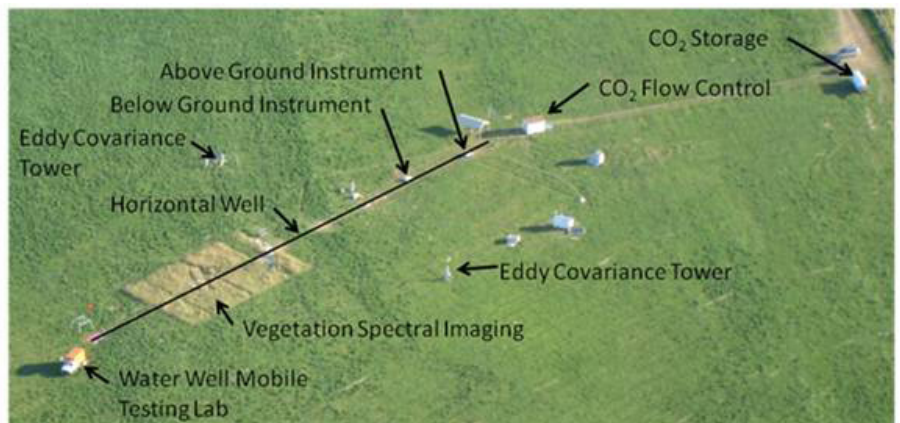 CO₂ Storage
Above Ground Instrument
CO₂ Flow Control
Below Ground Instrument
Eddy Covariance
Tower
Horizontal Well
Eddy Covariance Tower
Vegetation Spectral Imaging
Water Well Mobile
Testing Lab